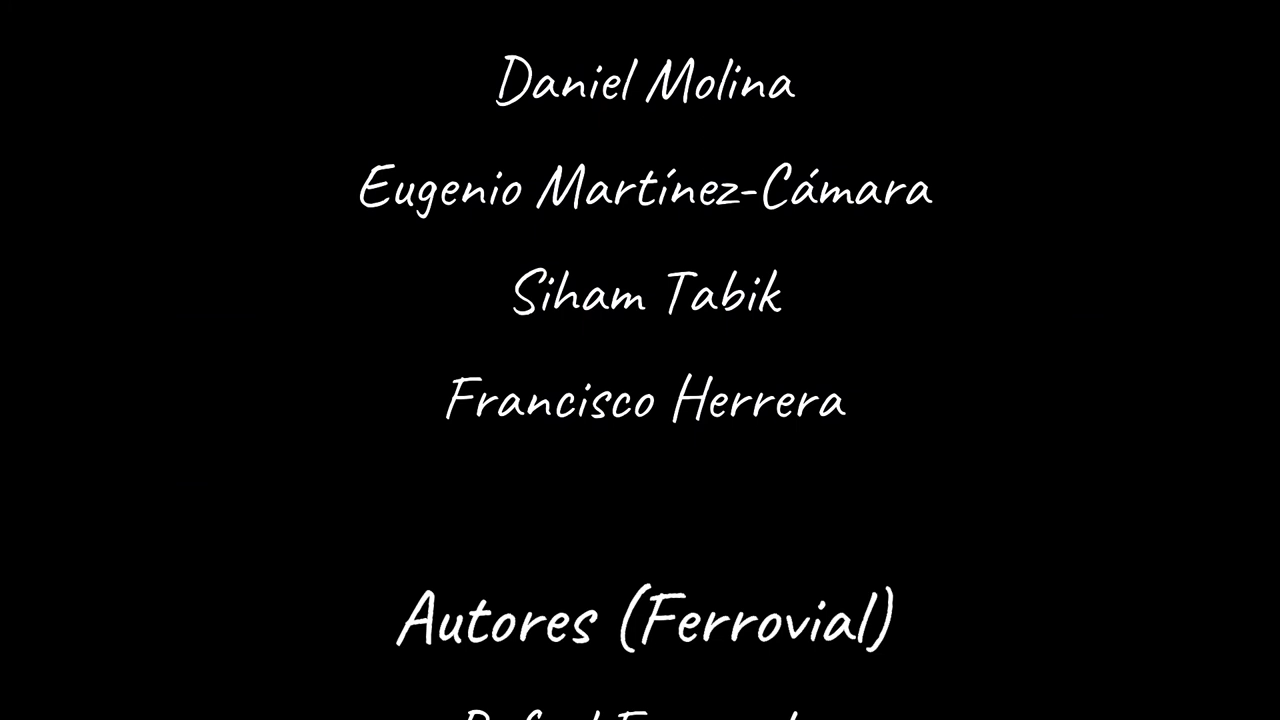 Daniel Molina
Eugenio Martínez-Cámara
Siham Tabik
Francisco Herrera
Autores (Ferrovial)